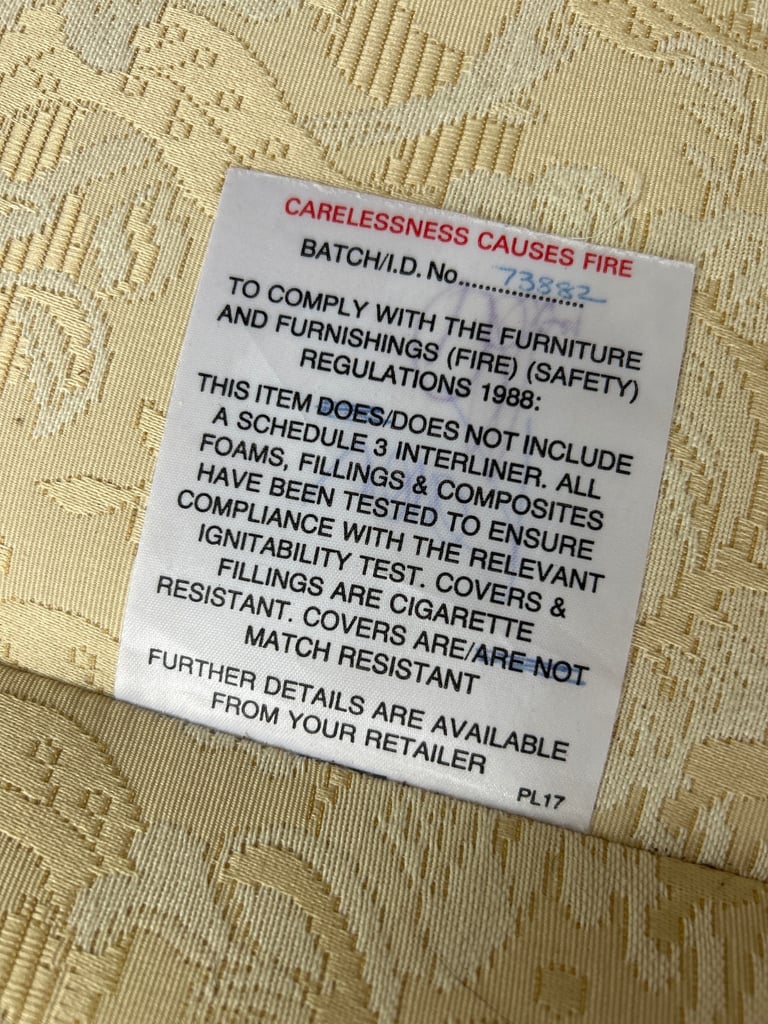 CARELESSNESS CAUSES FIRE
BATCH/I.D. No.................... 73882
TO COMPLY WITH THE FURNITURE
AND FURNISHINGS (FIRE) (SAFETY)
REGULATIONS 1988:
THIS ITEM DOES/DOES NOT INCLUDE
A SCHEDULE 3 INTERLINER. ALL
FOAMS, FILLINGS & COMPOSITES
HAVE BEEN TESTED TO ENSURE
COMPLIANCE WITH THE RELEVANT
IGNITABILITY TEST. COVERS &
FILLINGS ARE CIGARETTE
RESISTANT. COVERS ARE/ARE NOT
MATCH RESISTANT
FURTHER DETAILS ARE AVAILABLE
FROM YOUR RETAILER
PL17